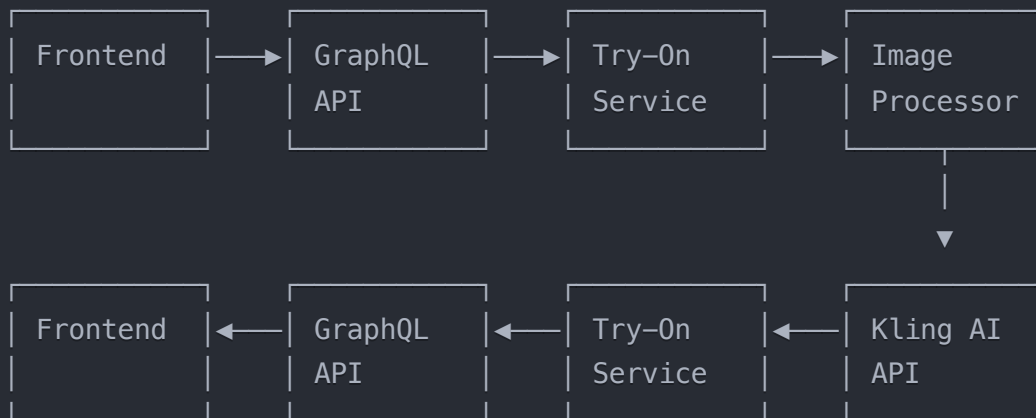 Frontend GraphQL Try-On Image
API Service Processor
Frontend GraphQL Try-On Kling AI
API Service API